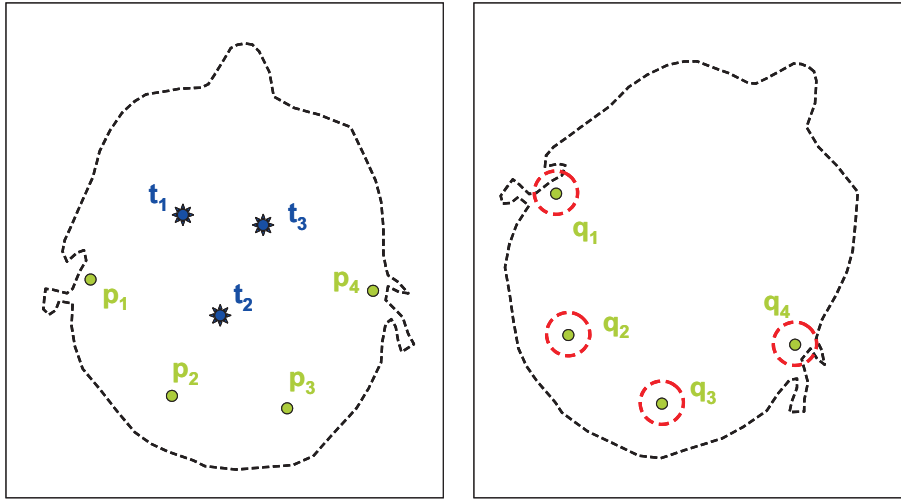 t₁
t₃
t₂
p₁
p₄
p₂
p₃
q₁
q₂
q₄
q₃